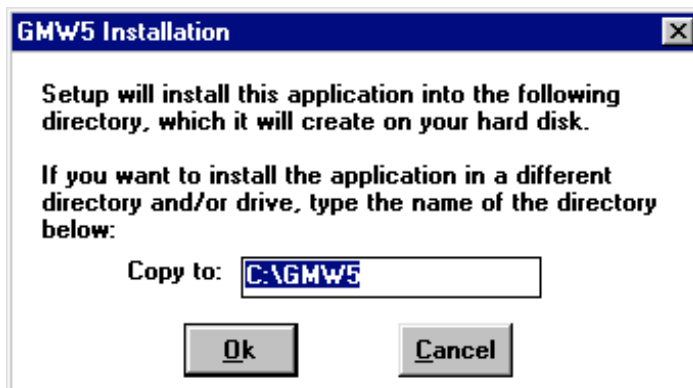 GMW5 Installation
Setup will install this application into the following
directory, which it will create on your hard disk.
If you want to install the application in a different
directory and/or drive, type the name of the directory
below:
Copy to: C:\GMW5
Ok Cancel